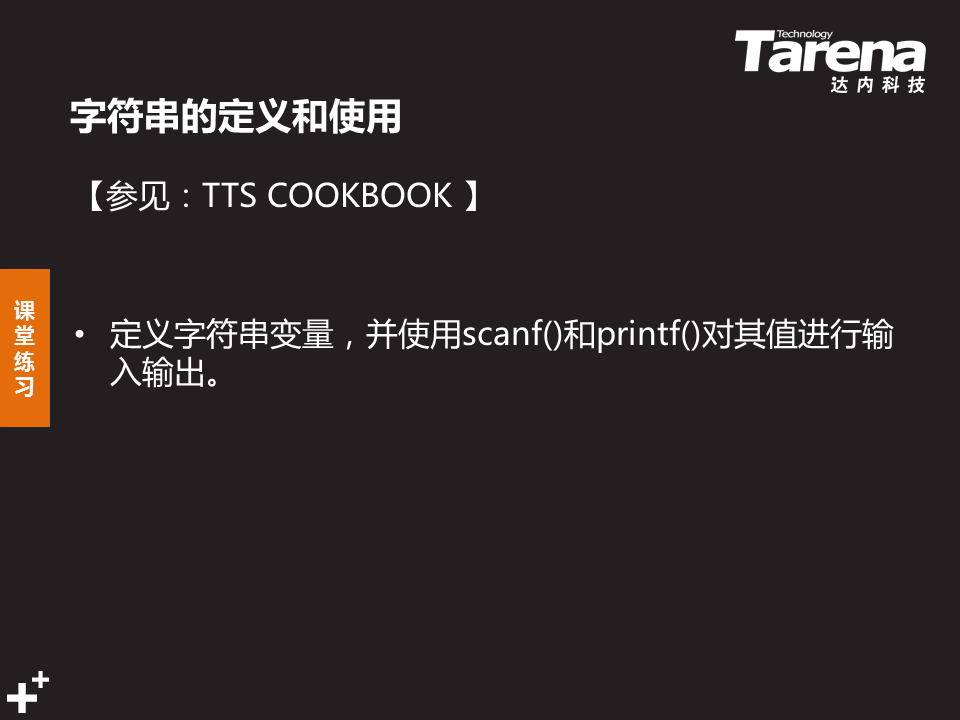 Technology
Tarena
达内科技
字符串的定义和使用
【参见：TTS COOKBOOK 】
课
堂
练
习
• 定义字符串变量，并使用scanf()和printf()对其值进行输
入输出。